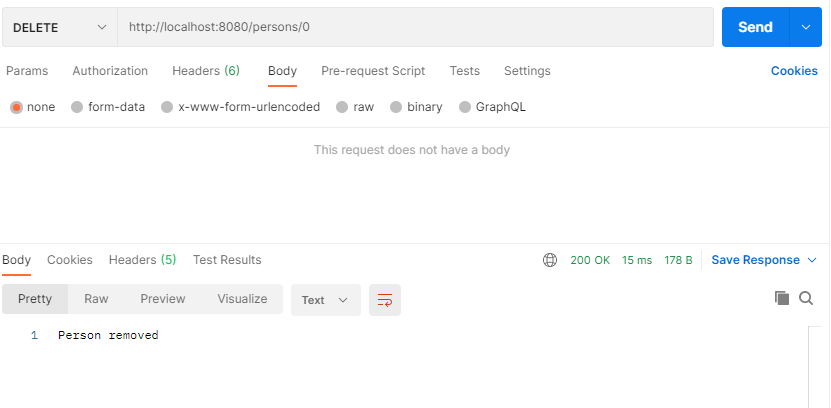 DELETE http://localhost:8080/persons/0 Send
Params Authorization Headers (6) Body Pre-request Script Tests Settings Cookies
none form-data x-www-form-urlencoded raw binary GraphQL
This request does not have a body
Body Cookies Headers (5) Test Results 200 OK 15 ms 178 B Save Response
Pretty Raw Preview Visualize Text
1 Person removed